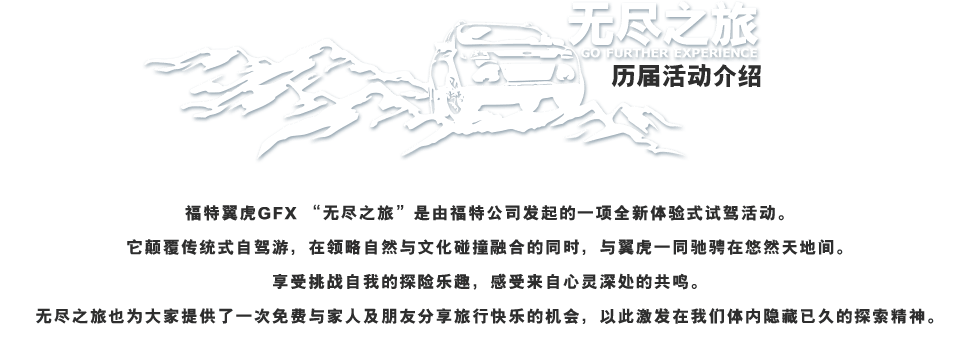 无尽之旅
GO FURTHER EXPERIENCE
历届活动介绍
福特翼虎GFX “无尽之旅”是由福特公司发起的一项全新体验式试驾活动。
它颠覆传统式自驾游，在领略自然与文化碰撞融合的同时，与翼虎一同驰骋在悠然天地间。
享受挑战自我的探险乐趣，感受来自心灵深处的共鸣。
无尽之旅也为大家提供了一次免费与家人及朋友分享旅行快乐的机会，以此激发在我们体内隐藏已久的探索精神。